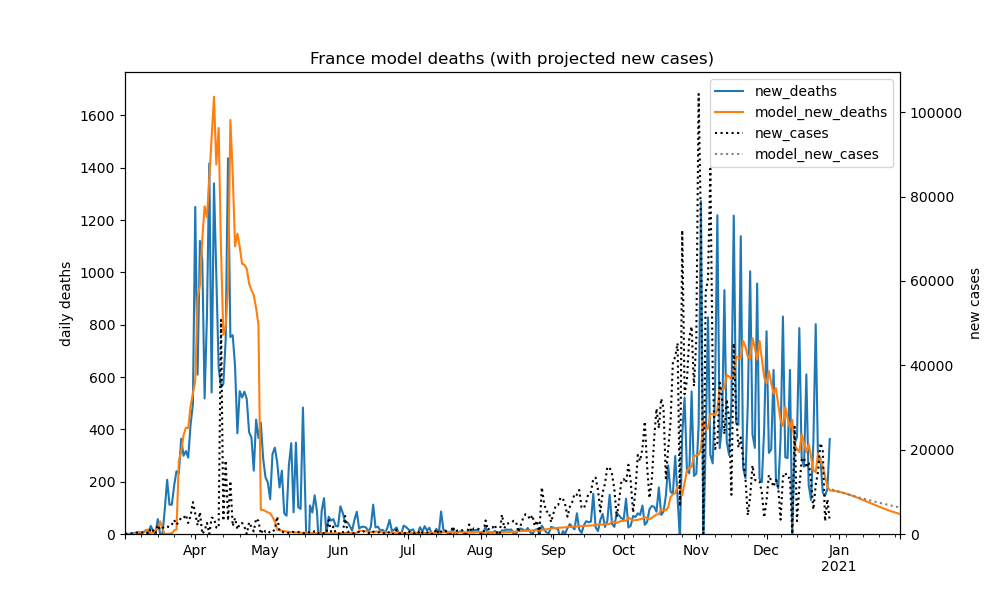 France model deaths (with projected new cases)
new_deaths
model_new_deaths
new_cases
model_new_cases
daily deaths
1600
1400
1200
1000
800
600
400
200
0
100000
80000
60000
40000
20000
0
new cases
Apr May Jun Jul Aug Sep Oct Nov Dec Jan
2021